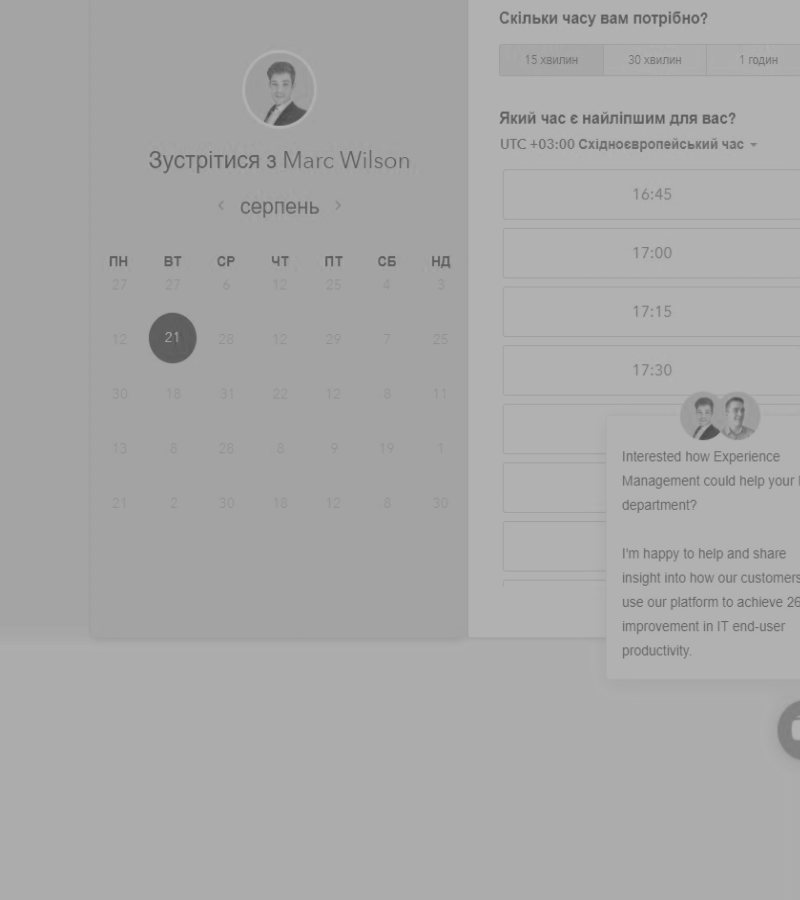 Скільки часу вам потрібно?
15 хвилин 30 хвилин 1 годин
Який час є найліпшим для вас?
UTC +03:00 Східноєвропейський час
16:45
17:00
17:15
17:30
Зустрітися з Marc Wilson
серпень
ПН ВТ СР ЧТ ПТ СБ НД
27 27 6 12 25 4 3
12 21 28 12 29 7 25
30 18 31 22 12 8 11
13 8 28 8 9 19 1
21 2 30 18 12 8 30
Interested how Experience
Management could help your
department?
I'm happy to help and share
insight into how our customers
use our platform to achieve 26
improvement in IT end-user
productivity.